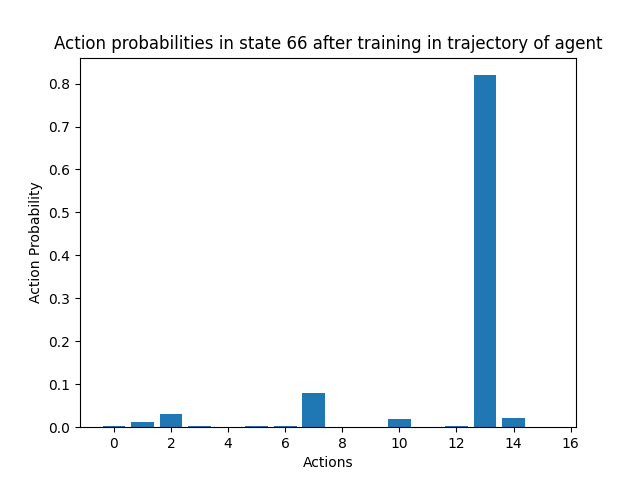 Action probabilities in state 66 after training in trajectory of agent
0.8
0.7
0.6
0.5
0.4
0.3
0.2
0.1
0.0
Action Probability
0 2 4 6 8 10 12 14 16
Actions